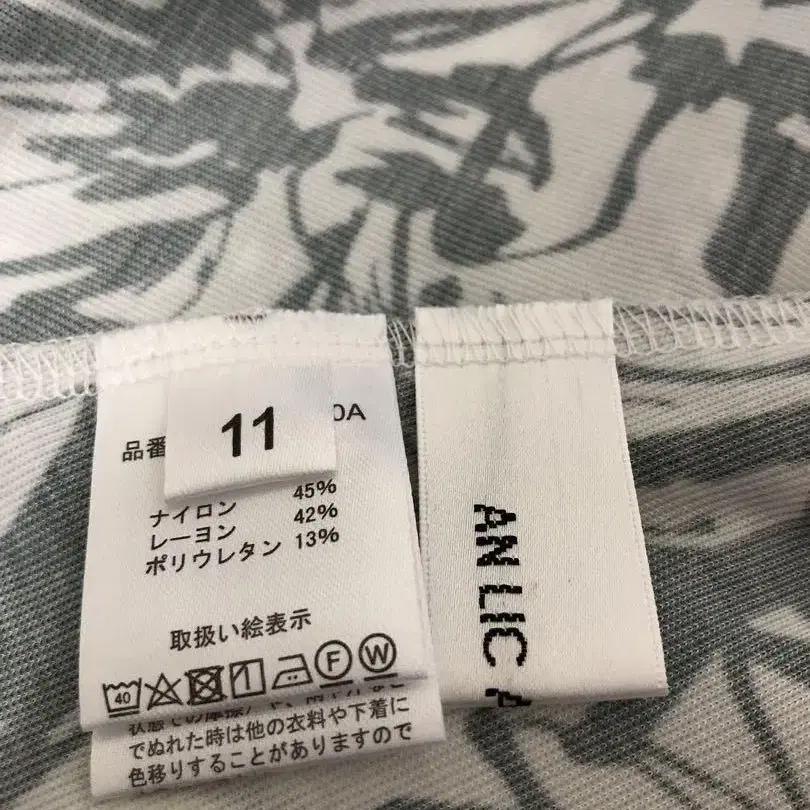 11
品番
0A
ナイロン 45%
レーヨン 42%
ポリウレタン 13%
取扱い絵表示
40
F
W
でぬれた時は他の衣料や下着に
色移りすることがありますので
AN LIC